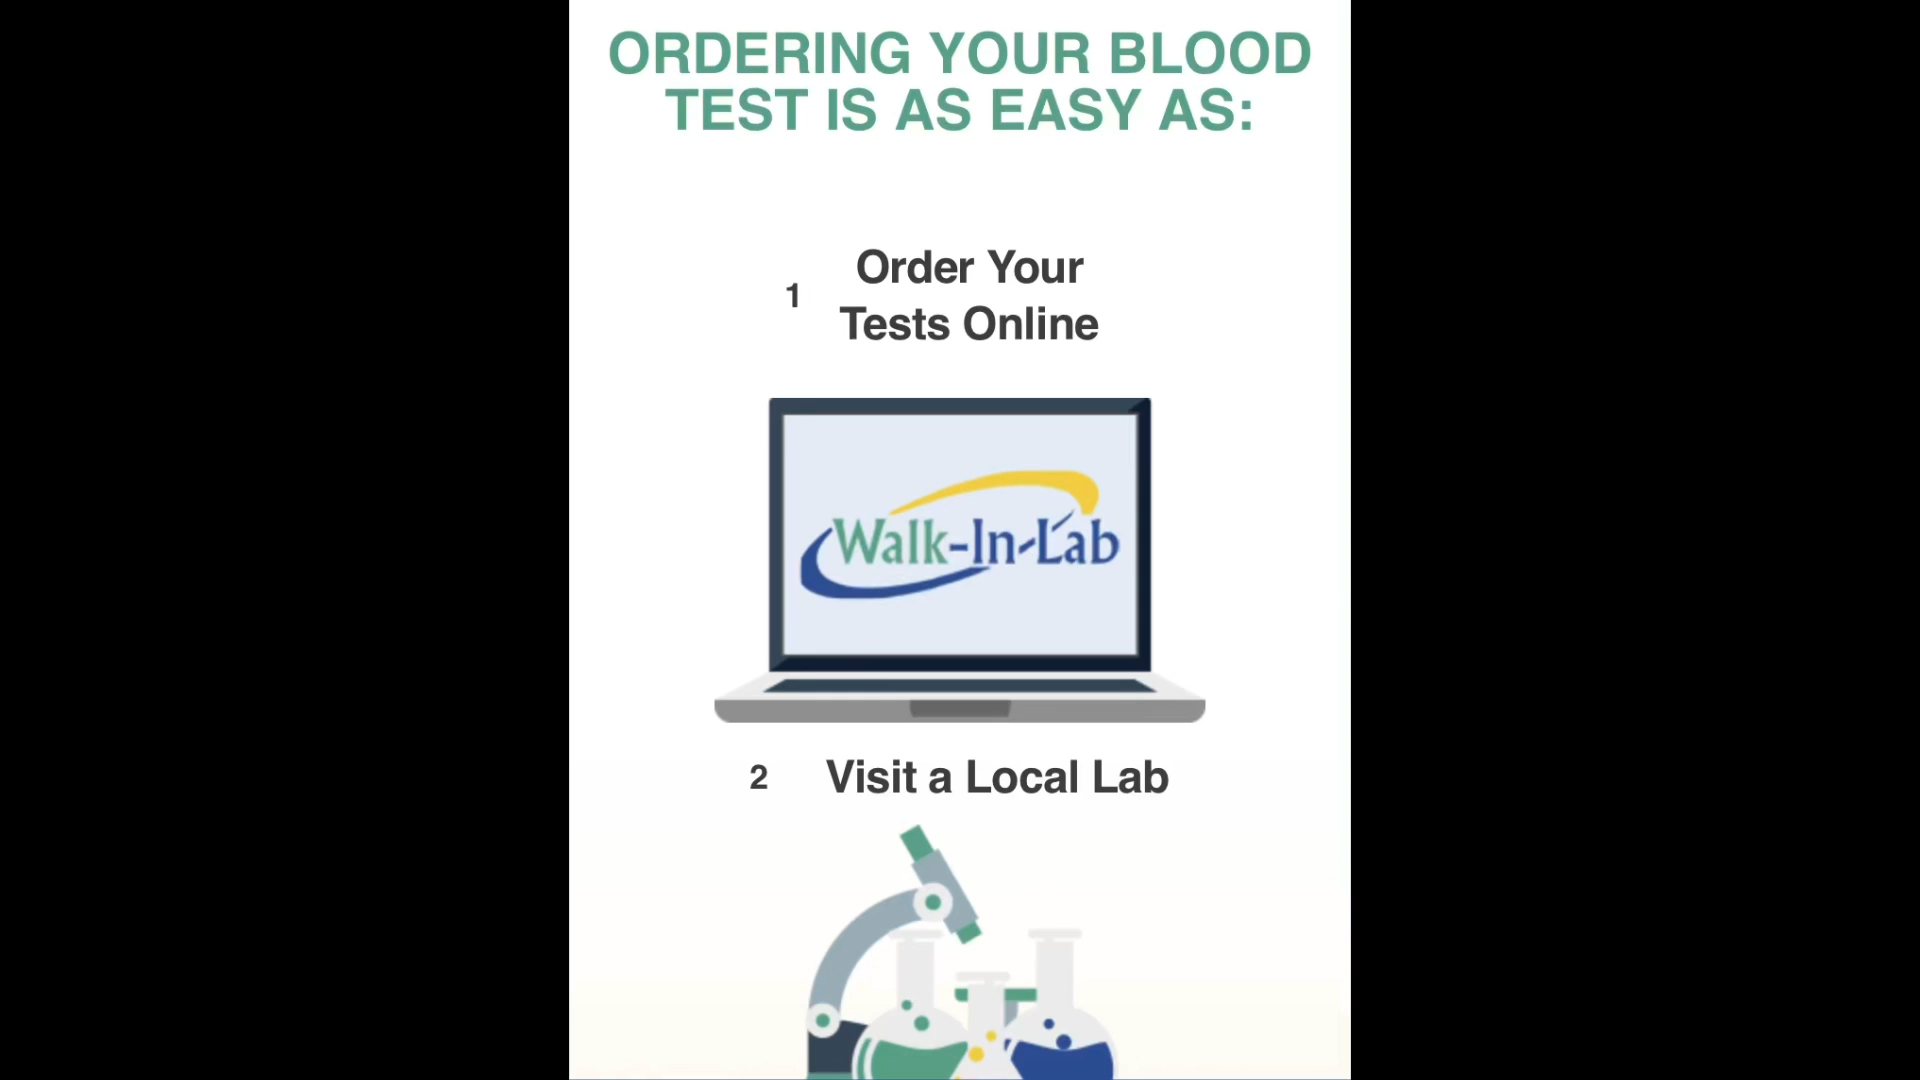 ORDERING YOUR BLOOD
TEST IS AS EASY AS:
1
Order Your
Tests Online
Walk-In-Lab
2 Visit a Local Lab